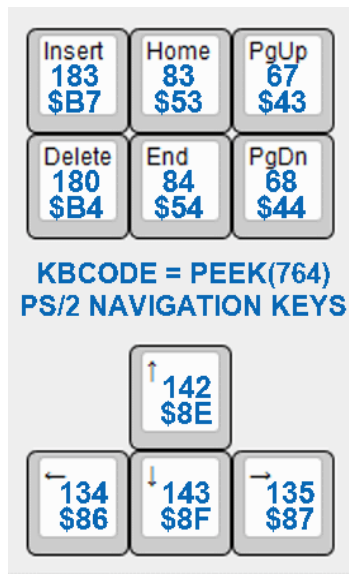 Insert Home PgUp
183 83 67
$B7 $53 $43
Delete End PgDn
180 84 68
$B4 $54 $44
KBCODE = PEEK(764)
PS/2 NAVIGATION KEYS
↑
142
$8E
← ↓ →
134 143 135
$86 $8F $87